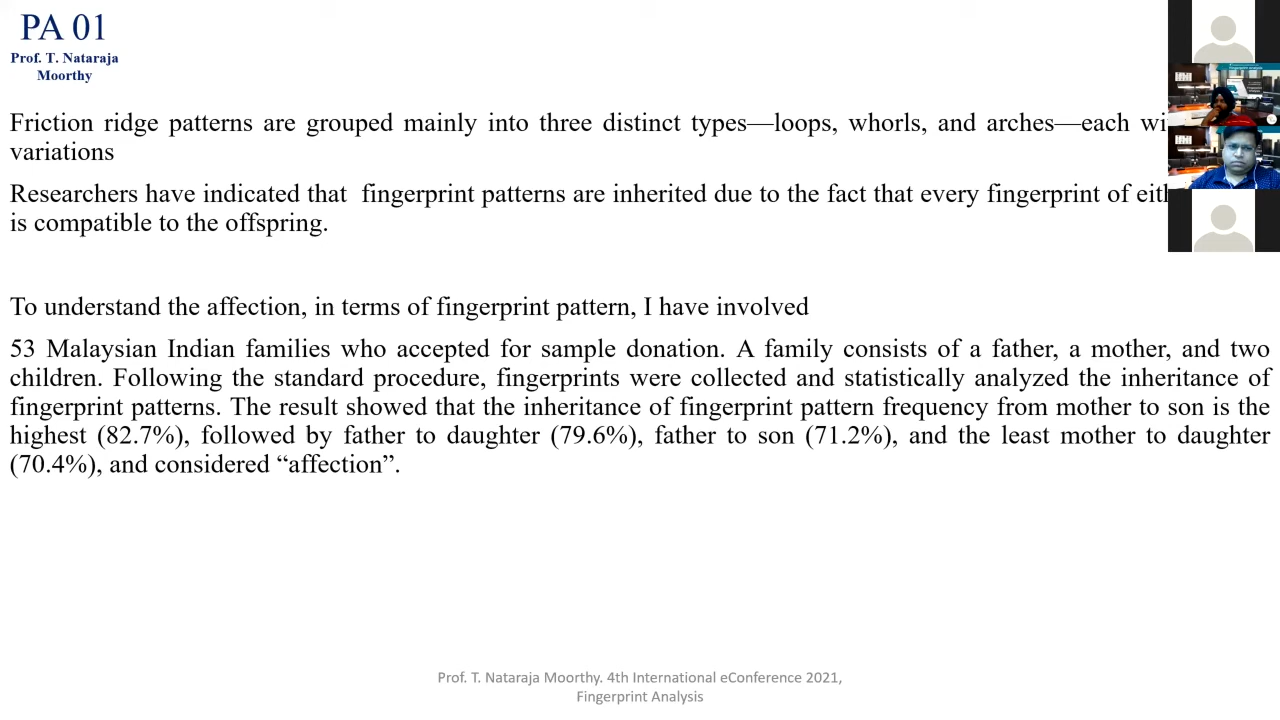 PA 01
Prof. T. Nataraja
Moorthy
Friction ridge patterns are grouped mainly into three distinct types—loops, whorls, and arches—each
variations
Researchers have indicated that fingerprint patterns are inherited due to the fact that every fingerprint of
is compatible to the offspring.
To understand the affection, in terms of fingerprint pattern, I have involved
53 Malaysian Indian families who accepted for sample donation. A family consists of a father, a mother, and two
children. Following the standard procedure, fingerprints were collected and statistically analyzed the inheritance of
fingerprint patterns. The result showed that the inheritance of fingerprint pattern frequency from mother to son is the
highest (82.7%), followed by father to daughter (79.6%), father to son (71.2%), and the least mother to daughter
(70.4%), and considered “affection”.
Prof. T. Nataraja Moorthy. 4th International eConference 2021,
Fingerprint Analysis